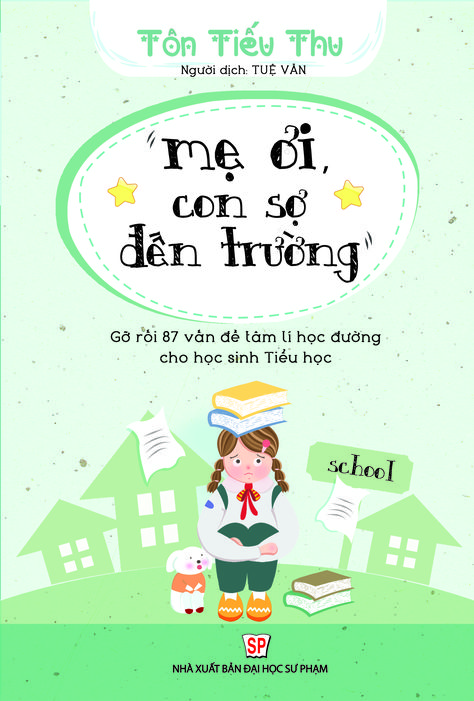 Tôn Tiếu Thu
Người dịch: TUỆ VĂN
"mẹ ơi,
con sợ
đến trường"
Gỡ rối 87 vấn đề tâm lí học đường
cho học sinh Tiểu học
school
SP
NHÀ XUẤT BẢN ĐẠI HỌC SƯ PHẠM